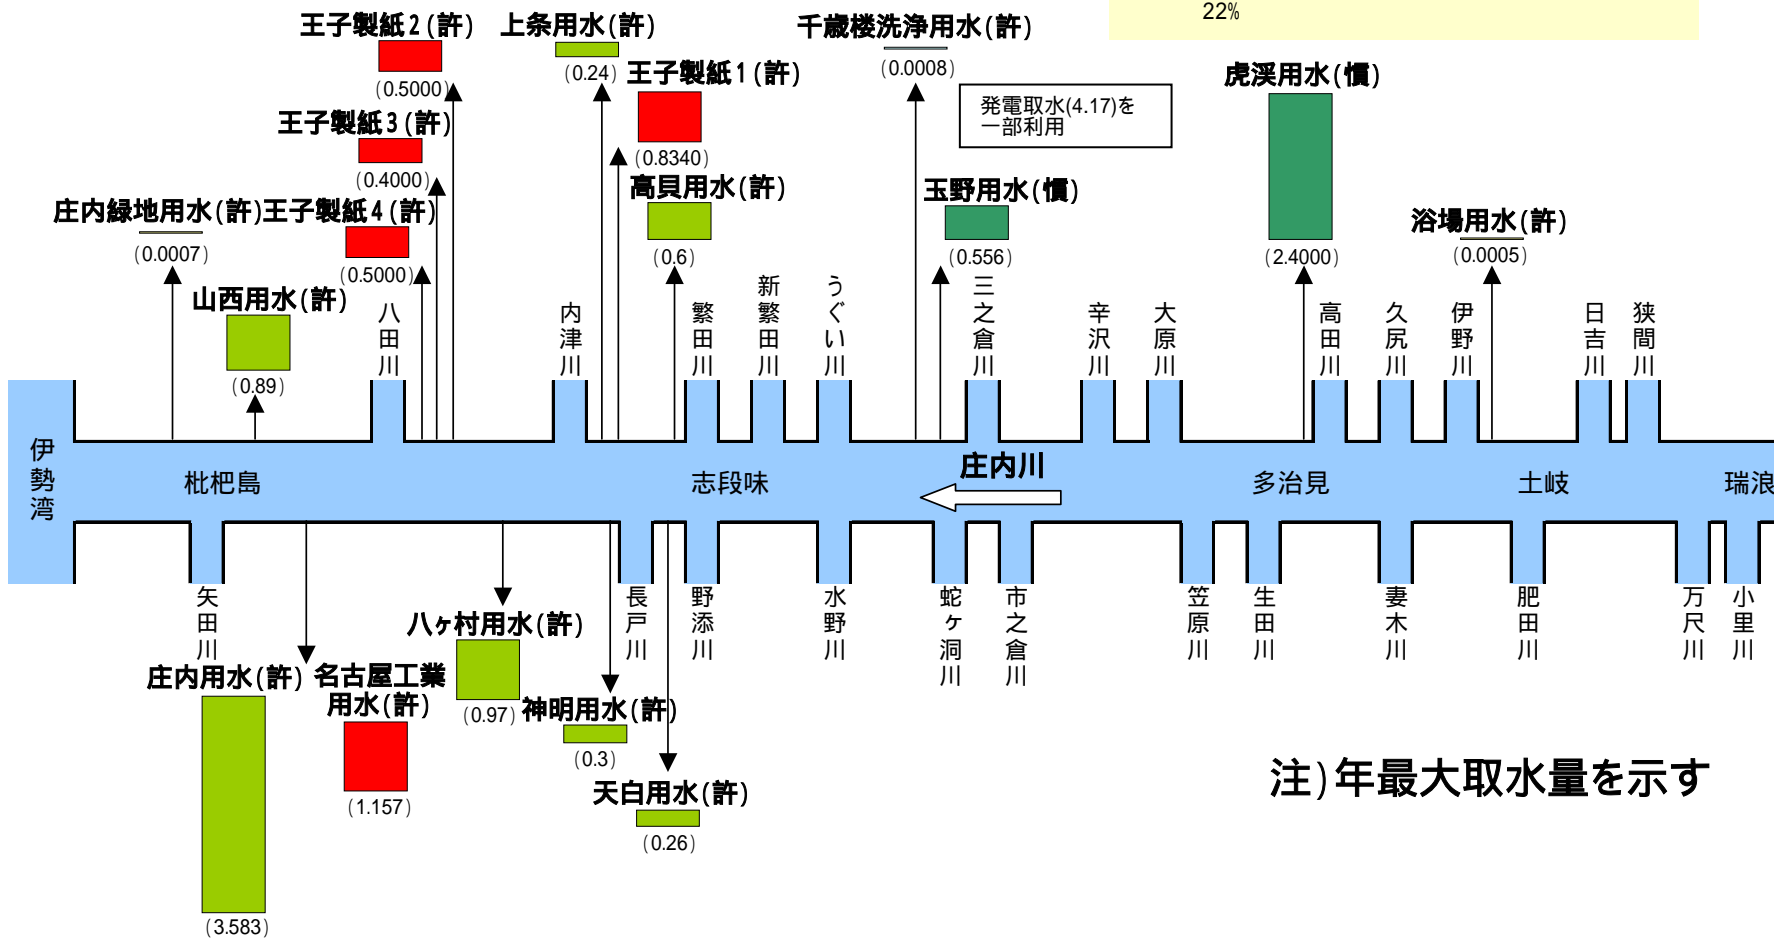 22%
王子製紙2(許)
(0.5000)
上条用水(許)
(0.24)
千歳楼洗浄用水(許)
(0.0008)
王子製紙1(許)
(0.8340)
発電取水(4.17)を
一部利用
虎渓用水(慣)
(2.4000)
王子製紙3(許)
(0.4000)
高貝用水(許)
(0.6)
玉野用水(慣)
(0.556)
庄内緑地用水(許)
(0.0007)
王子製紙4(許)
(0.5000)
浴場用水(許)
(0.0005)
山西用水(許)
(0.89)
八田川
内津川
繁田川
新繁田川
うぐい川
三之倉川
辛沢川
大原川
高田川
久尻川
伊野川
日吉川
狭間川
伊勢湾
枇杷島
志段味
庄内川
多治見
土岐
瑞浪
矢田川
長戸川
野添川
水野川
蛇ヶ洞川
市之倉川
笠原川
生田川
妻木川
肥田川
万尺川
小里川
庄内用水(許)
(3.583)
名古屋工業
用水(許)
(1.157)
八ヶ村用水(許)
(0.97)
神明用水(許)
(0.3)
天白用水(許)
(0.26)
注)年最大取水量を示す